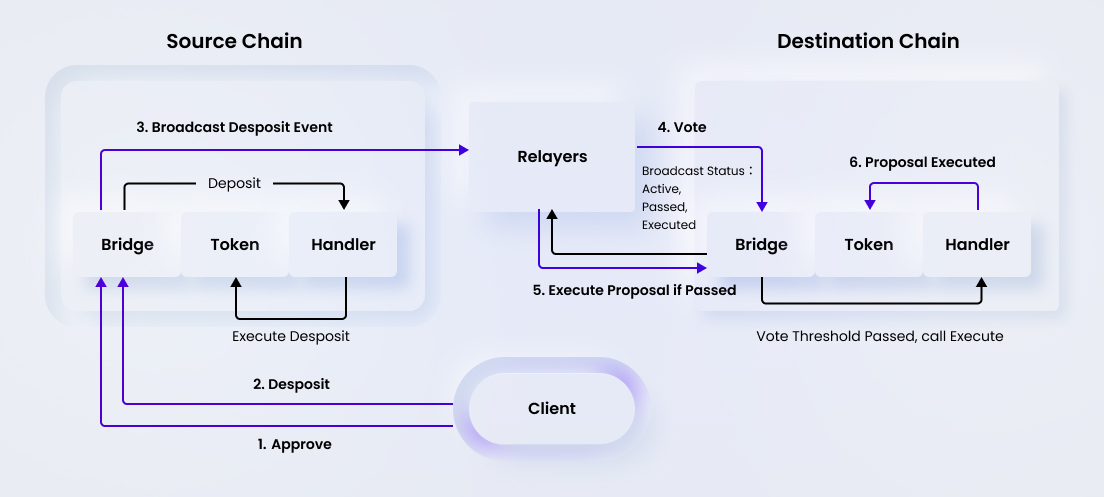 Source Chain
Destination Chain
3. Broadcast Desposit Event
4. Vote
Relayers
6. Proposal Executed
Broadcast Status :
Active,
Passed,
Executed
Deposit
Bridge
Token
Handler
Bridge
Token
Handler
5. Execute Proposal if Passed
Execute Desposit
Vote Threshold Passed, call Execute
2. Desposit
Client
1. Approve